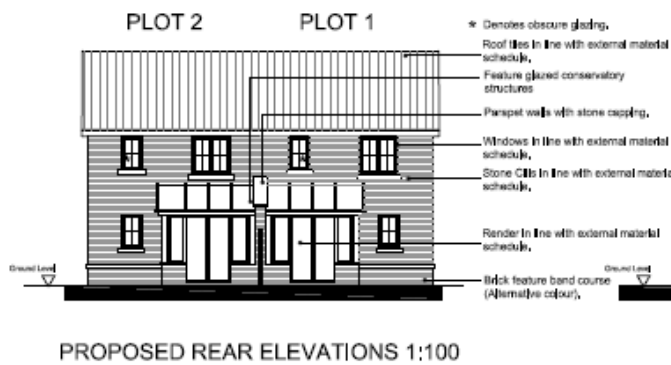 PLOT 2
PLOT 1
* Denotes obscure glazing.
Roof tiles in line with external material
schedule.
Feature glazed conservatory
structures
Parapet walls with stone capping.
Windows in line with external material
schedule.
Stone Cills in line with external materia
schedule.
Render in line with external material
schedule.
Ground Level
Ground Level
Brick feature band course
(Alternative colour).
PROPOSED REAR ELEVATIONS 1:100